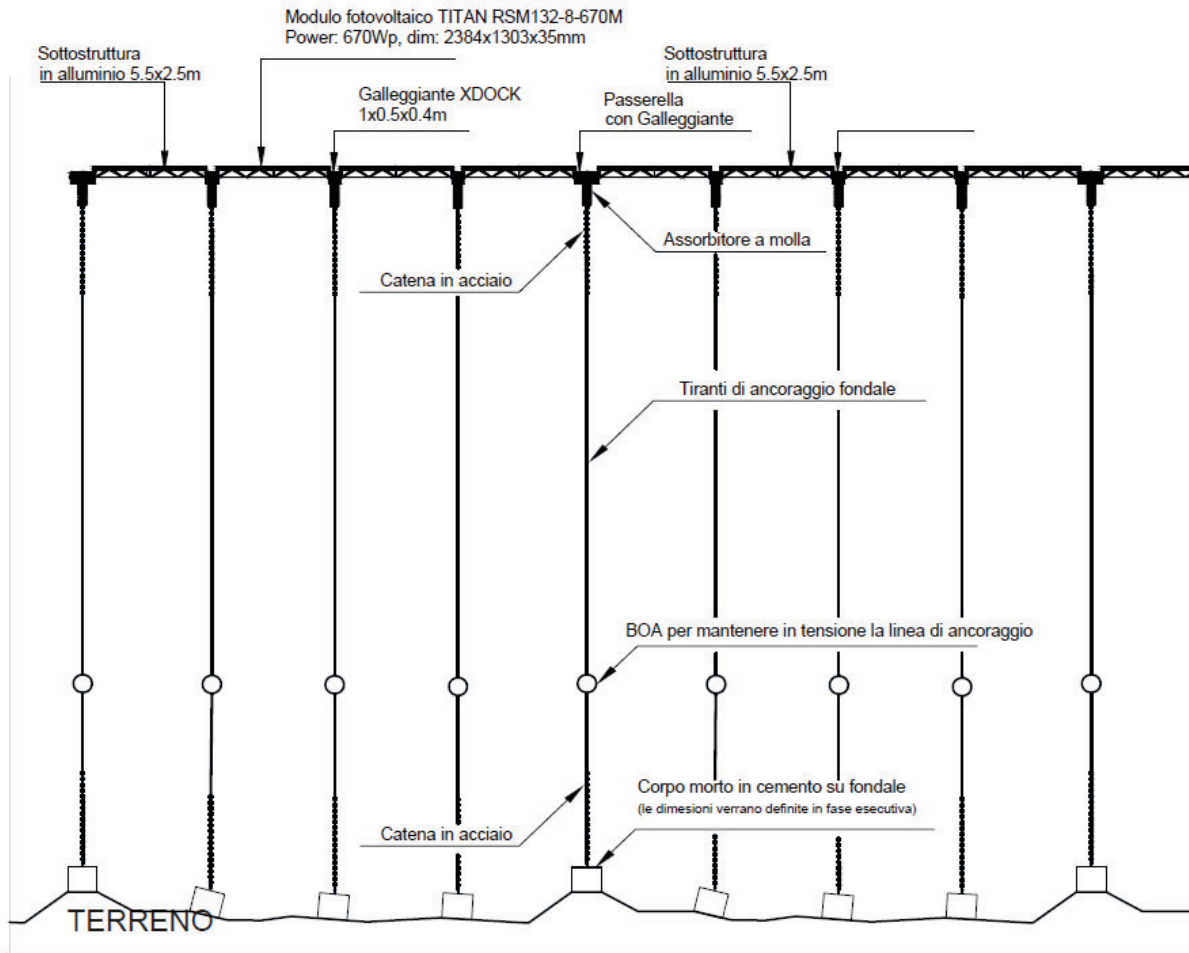 Modulo fotovoltaico TITAN RSM132-8-670M
Power: 670Wp, dim: 2384x1303x35mm
Sottostruttura
in alluminio 5.5x2.5m
Sottostruttura
in alluminio 5.5x2.5m
Galleggiante XDOCK
1x0.5x0.4m
Passerella
con Galleggiante
Assorbitore a molla
Catena in acciaio
Tiranti di ancoraggio fondale
BOA per mantenere in tensione la linea di ancoraggio
Corpo morto in cemento su fondale
(le dimesioni verrano definite in fase esecutiva)
Catena in acciaio
TERRENO